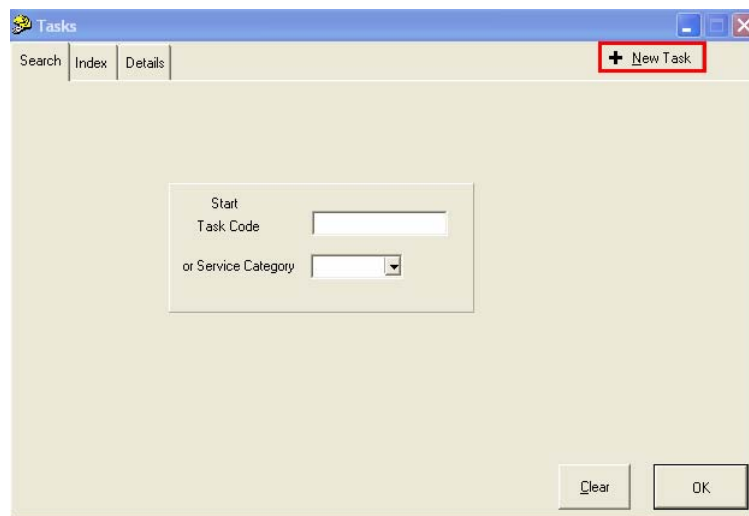 Tasks
Search Index Details
New Task
Start
Task Code
or Service Category
Clear
OK